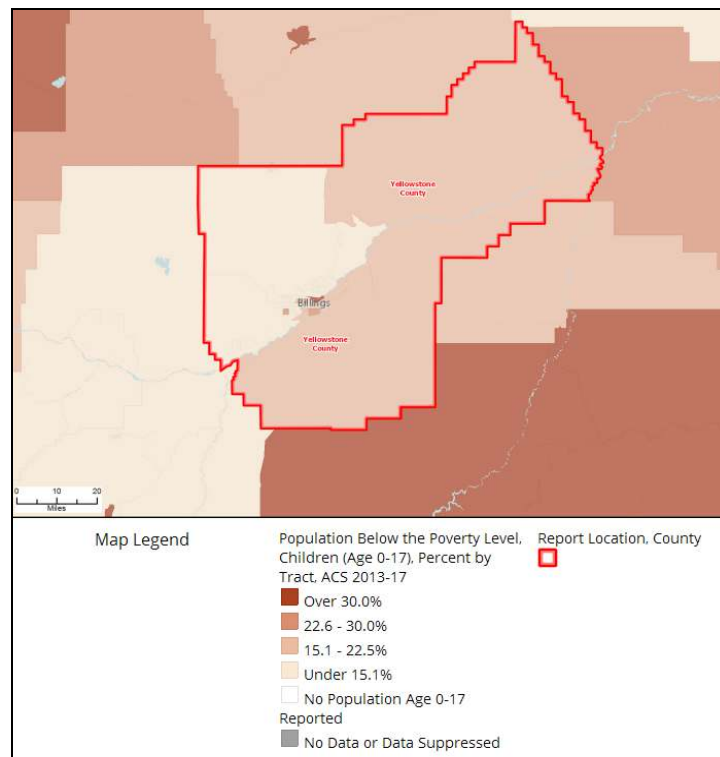 Yellowstone
County
Billings
Yellowstone
County
0 10 20
Miles
Map Legend
Population Below the Poverty Level,
Children (Age 0-17), Percent by
Tract, ACS 2013-17
Over 30.0%
22.6 - 30.0%
15.1 - 22.5%
Under 15.1%
No Population Age 0-17
Reported
No Data or Data Suppressed
Report Location, County